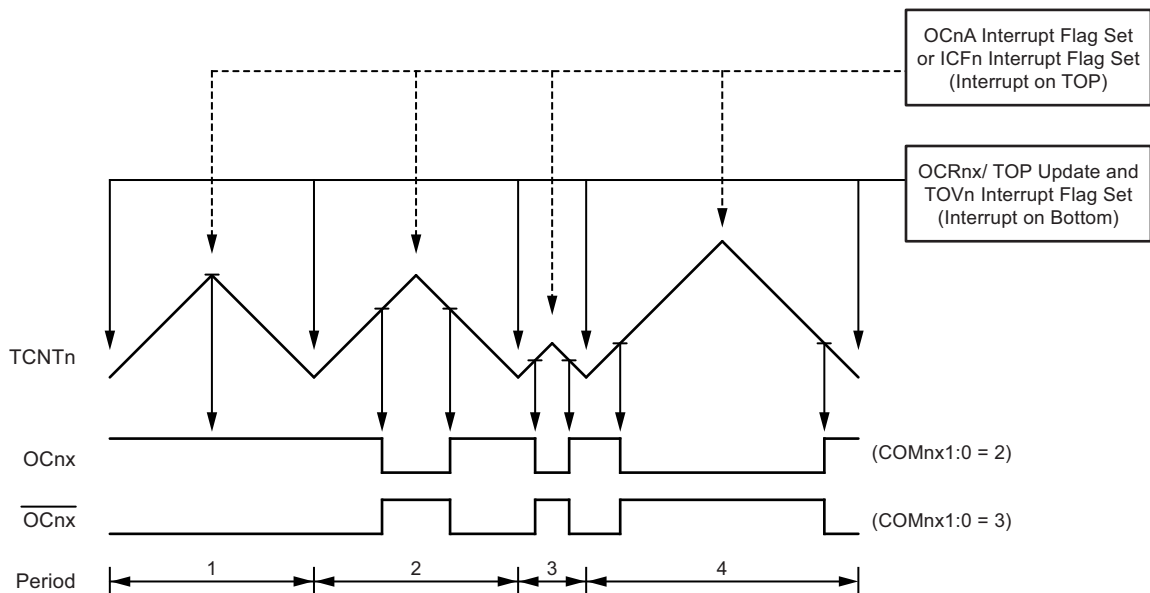 OCnA Interrupt Flag Set
or ICFn Interrupt Flag Set
(Interrupt on TOP)
OCRnx/ TOP Update and
TOVn Interrupt Flag Set
(Interrupt on Bottom)
TCNTn
OCnx
(COMnx1:0 = 2)
OCnx
(COMnx1:0 = 3)
Period
1
2
3
4